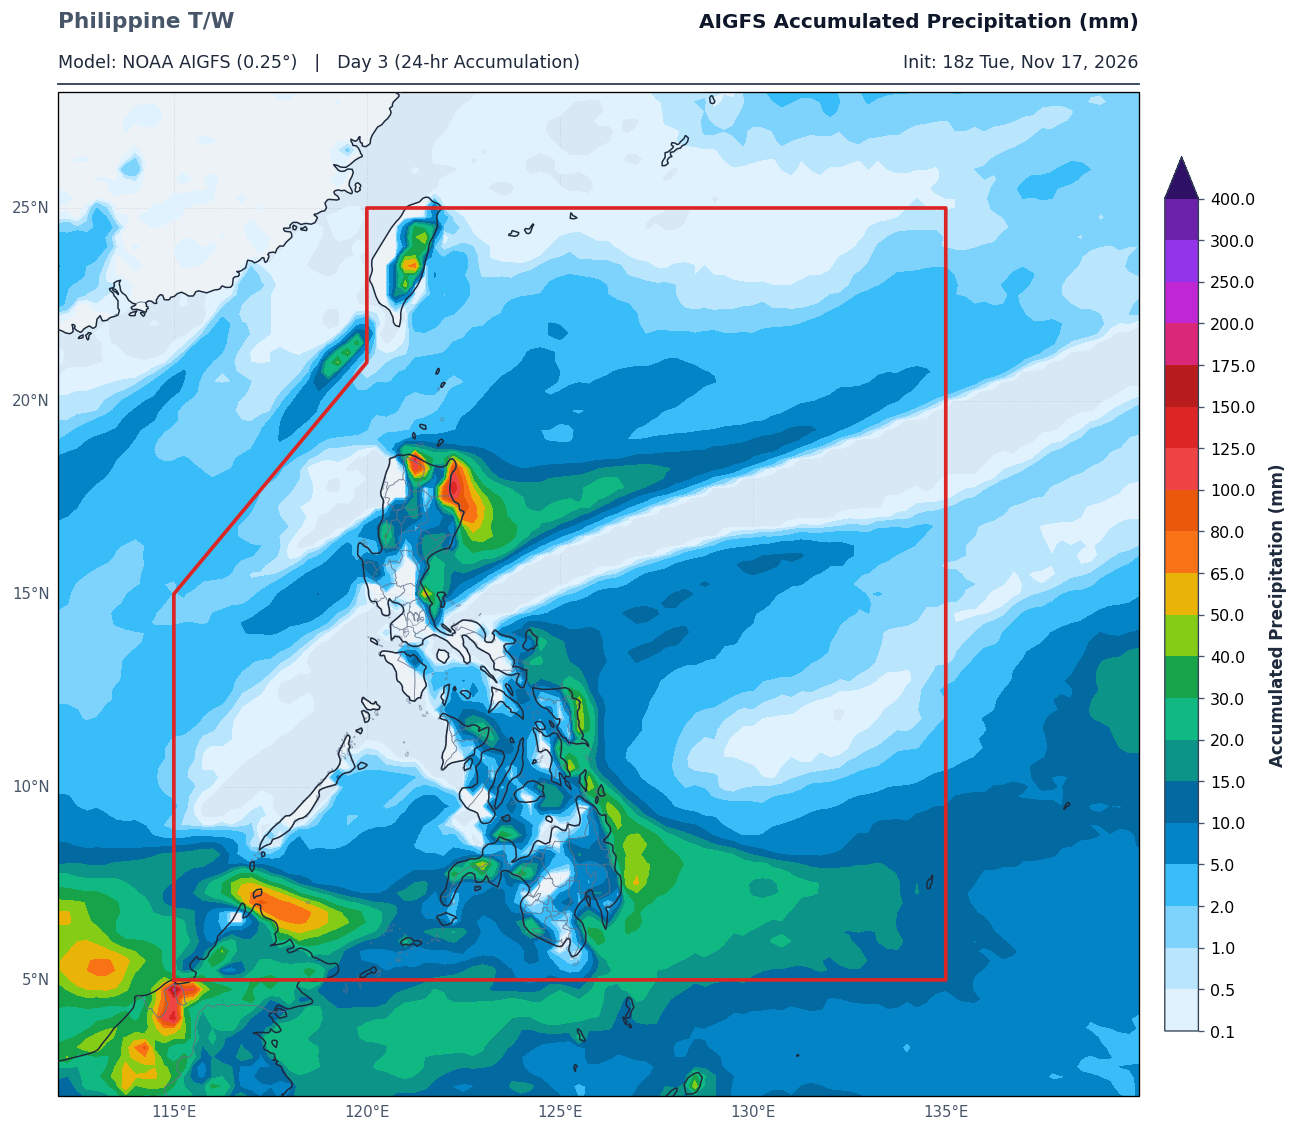 Philippine T/W
AIGFS Accumulated Precipitation (mm)
Model: NOAA AIGFS (0.25°)   |   Day 3 (24-hr Accumulation)
Init: 18z Tue, Nov 17, 2026
25°N
20°N
15°N
10°N
5°N
115°E
120°E
125°E
130°E
135°E
400.0
300.0
250.0
200.0
175.0
150.0
125.0
100.0
80.0
65.0
50.0
40.0
30.0
20.0
15.0
10.0
5.0
2.0
1.0
0.5
0.1
Accumulated Precipitation (mm)